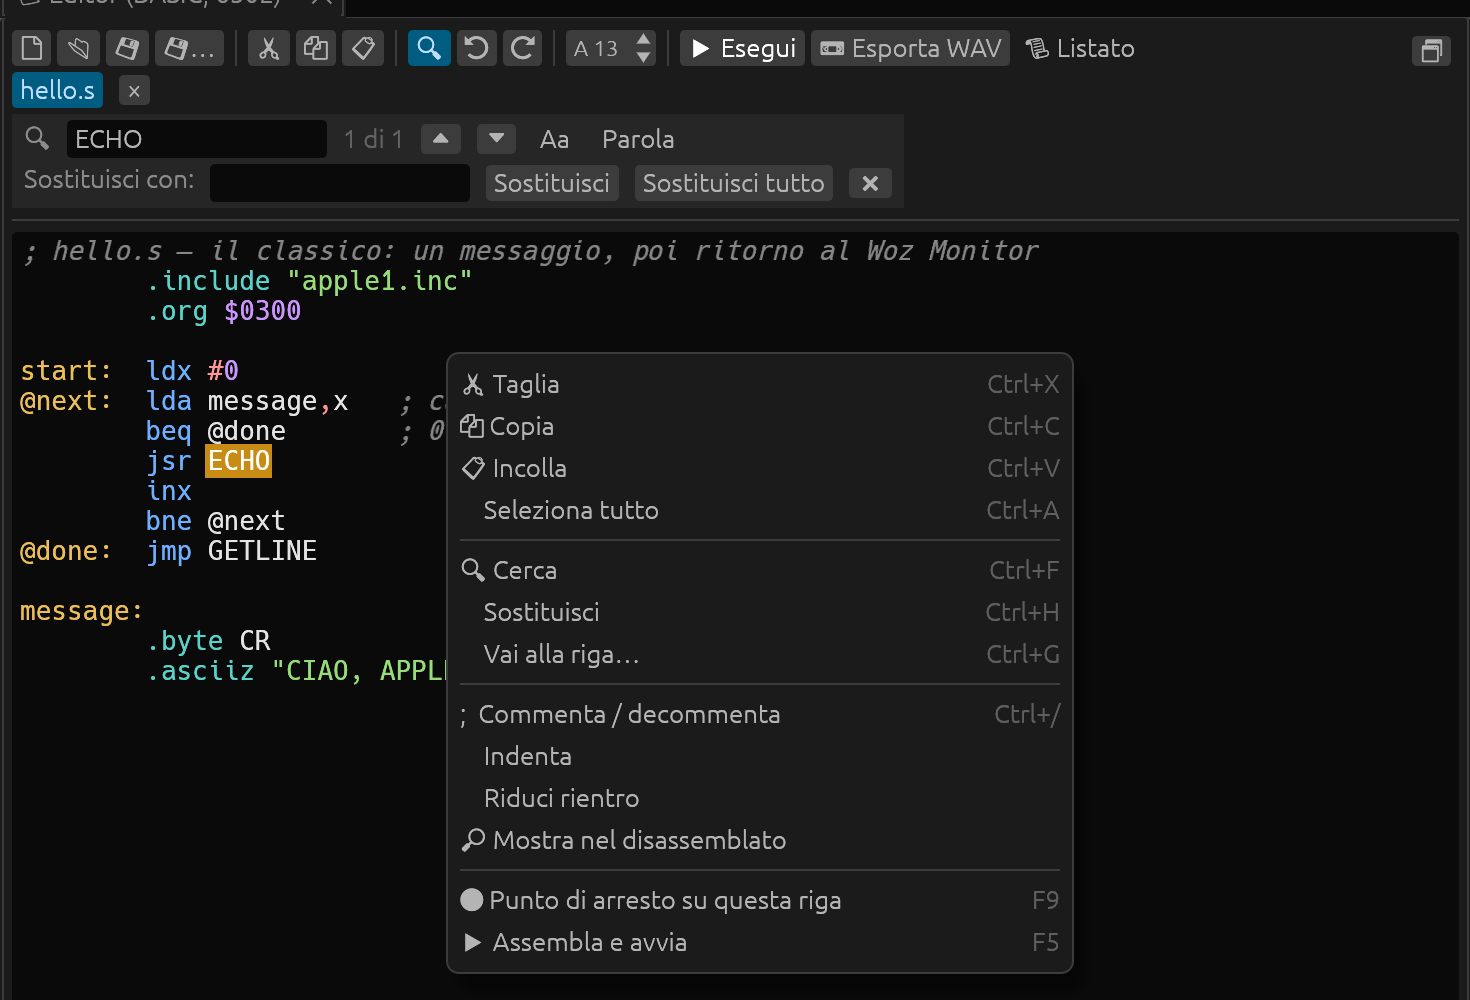 Editor (BASIC, 6502)
A 13 Esegui Esporta WAV Listato
hello.s ×
ECHO 1 di 1 Aa Parola
Sostituisci con: Sostituisci Sostituisci tutto
; hello.s — il classico: un messaggio, poi ritorno al Woz Monitor
.include "apple1.inc"
.org $0300
start: ldx #0
@next: lda message,x ;
beq @done ; 0
jsr ECHO
inx
bne @next
@done: jmp GETLINE
message:
.byte CR
.asciiz "CIAO, APPL
Taglia Ctrl+X
Copia Ctrl+C
Incolla Ctrl+V
Seleziona tutto Ctrl+A
Cerca Ctrl+F
Sostituisci Ctrl+H
Vai alla riga… Ctrl+G
; Commenta / decommenta Ctrl+/
Indenta
Riduci rientro
Mostra nel disassemblato
Punto di arresto su questa riga F9
Assembla e avvia F5